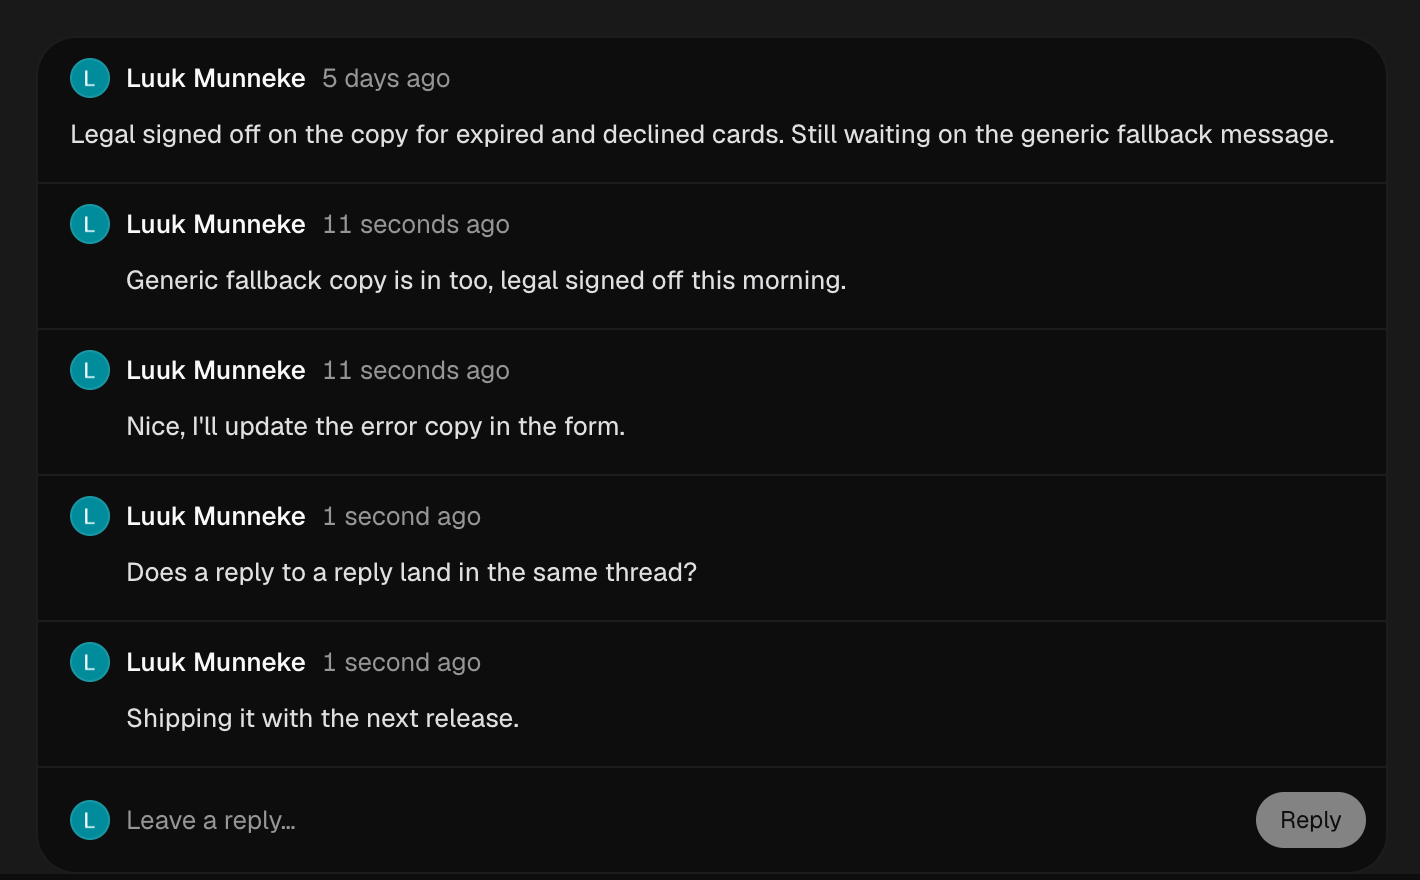 L Luuk Munneke 5 days ago
Legal signed off on the copy for expired and declined cards. Still waiting on the generic fallback message.
L Luuk Munneke 11 seconds ago
Generic fallback copy is in too, legal signed off this morning.
L Luuk Munneke 11 seconds ago
Nice, I'll update the error copy in the form.
L Luuk Munneke 1 second ago
Does a reply to a reply land in the same thread?
L Luuk Munneke 1 second ago
Shipping it with the next release.
L Leave a reply... Reply